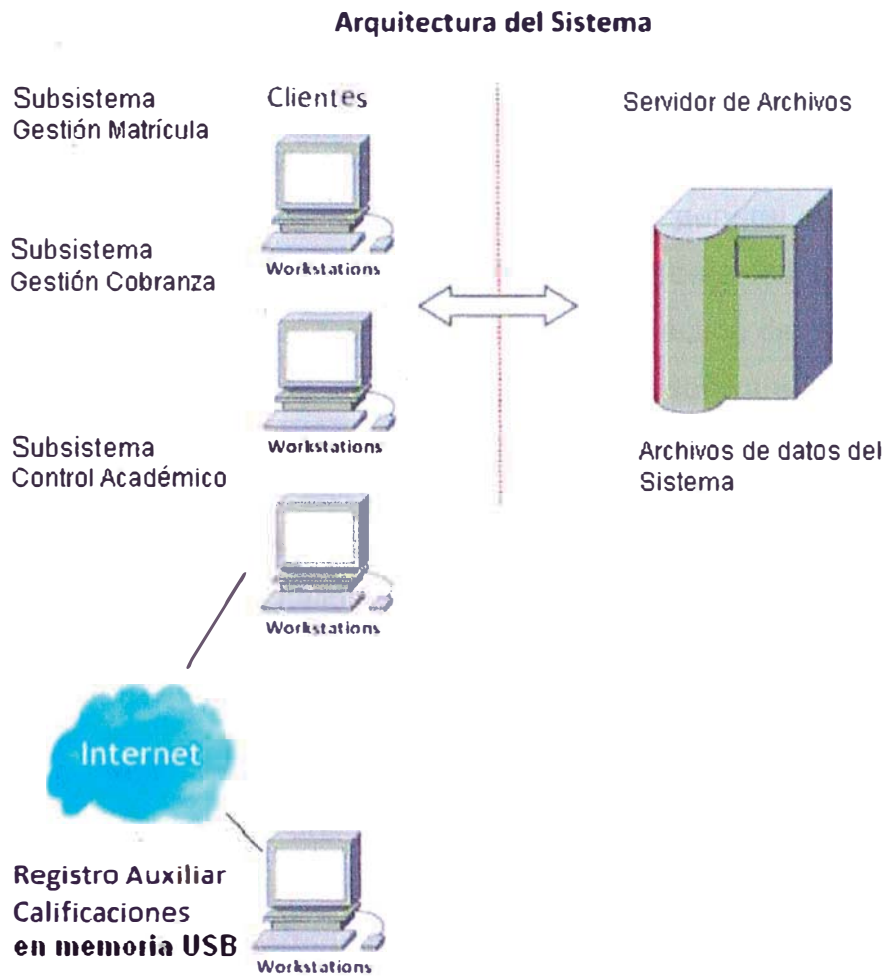 Arquitectura del Sistema
Subsistema
Gestión Matrícula
Clientes
Servidor de Archivos
Workstations
Subsistema
Gestión Cobranza
Workstations
Subsistema
Control Académico
Archivos de datos del
Sistema
Workstations
Internet
Registro Auxiliar
Calificaciones
en memoria USB
Workstations